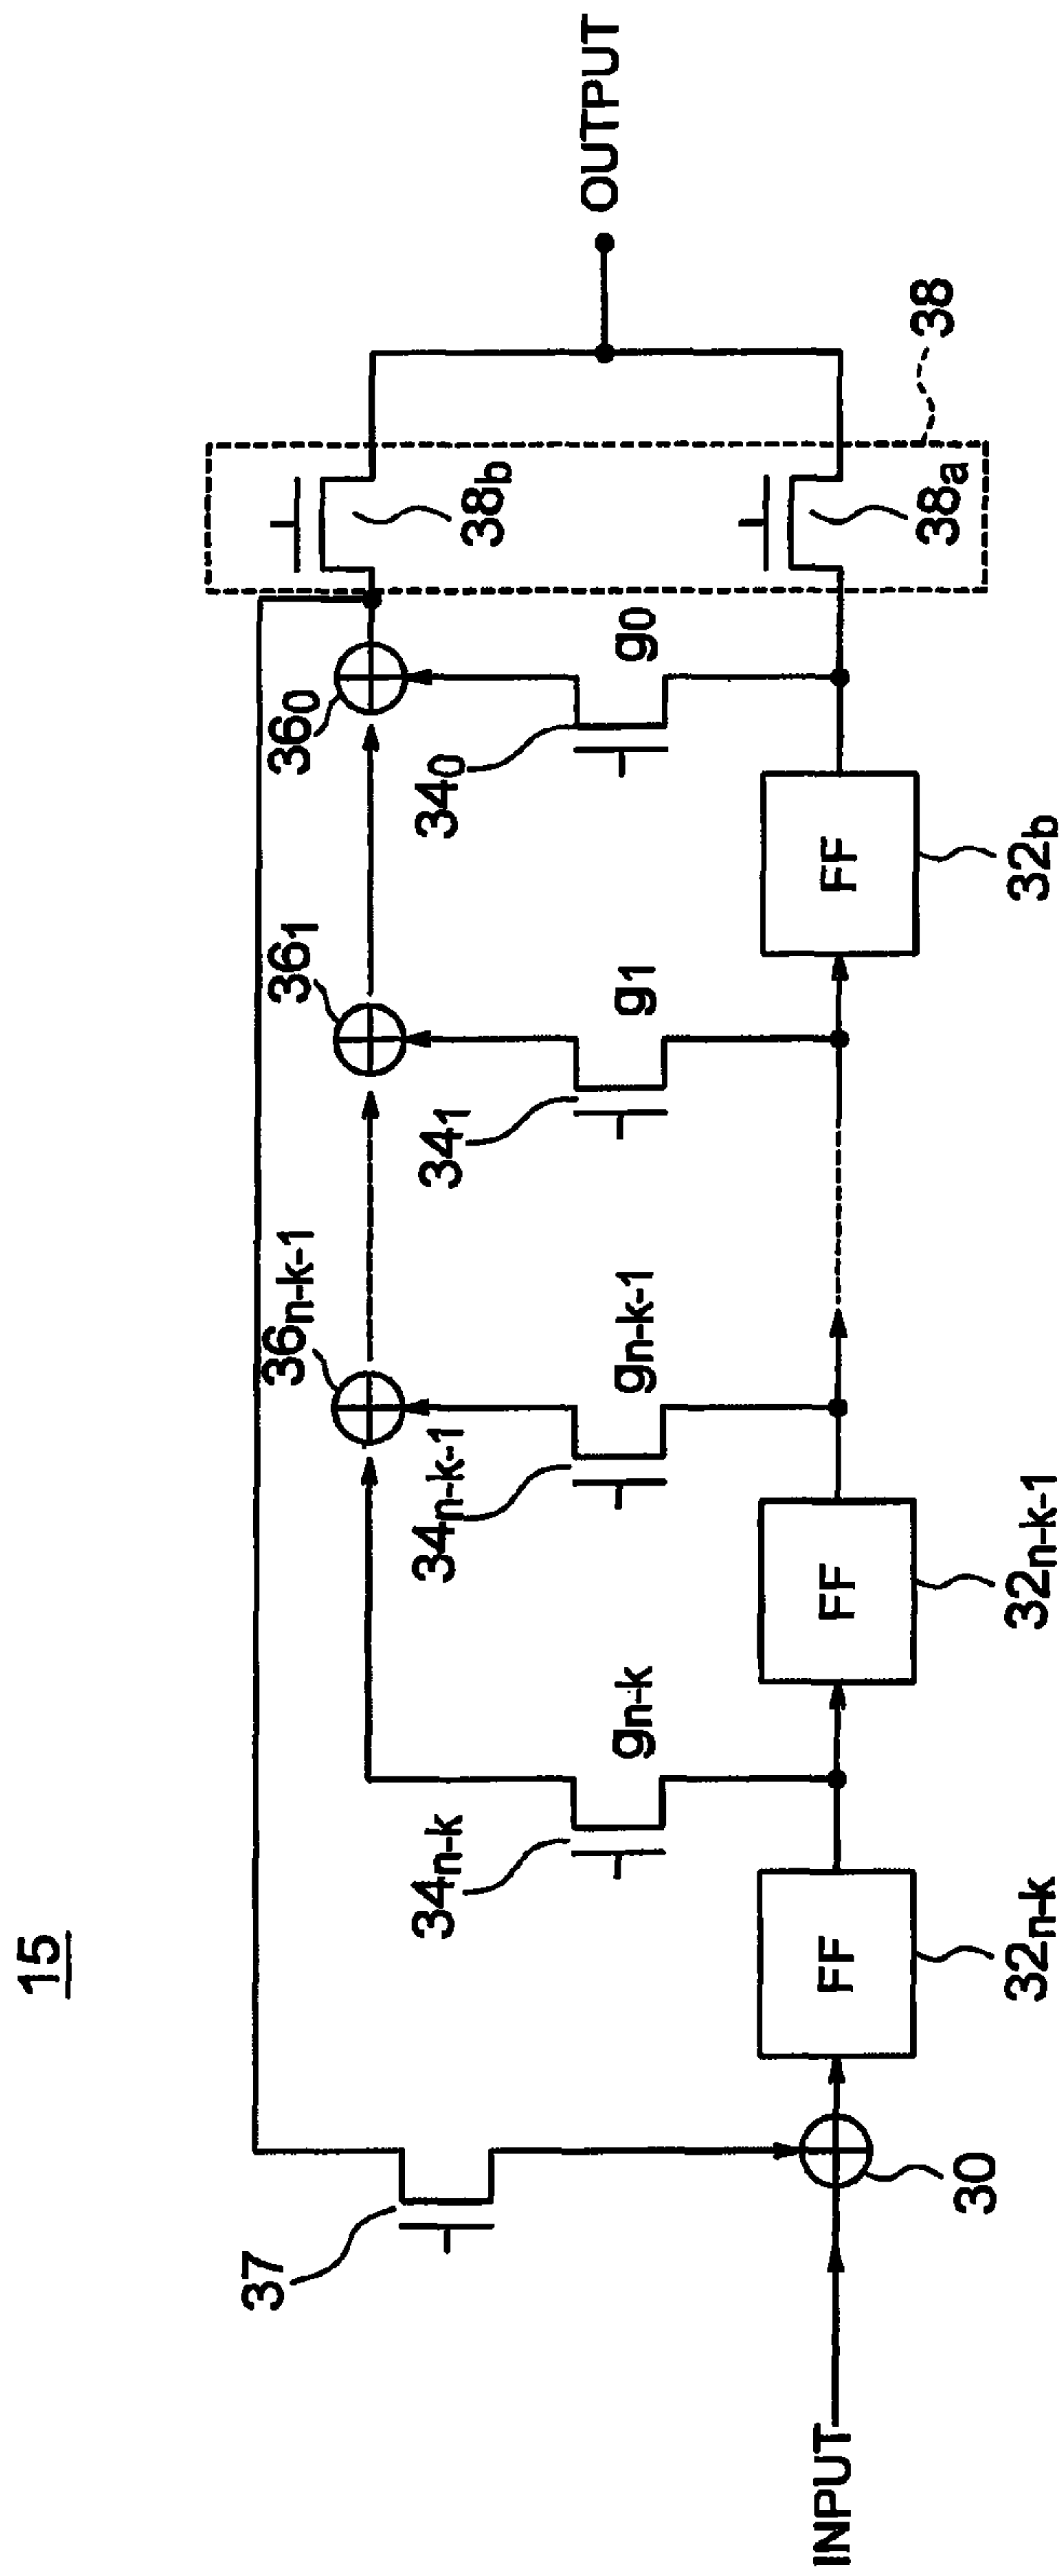 15
37
36n-k-1
361
360
34n-k
gn-k
34n-k-1
gn-k-1
341
g1
340
g0
38b
38a
38
OUTPUT
INPUT
30
FF
32n-k
FF
32n-k-1
FF
32b